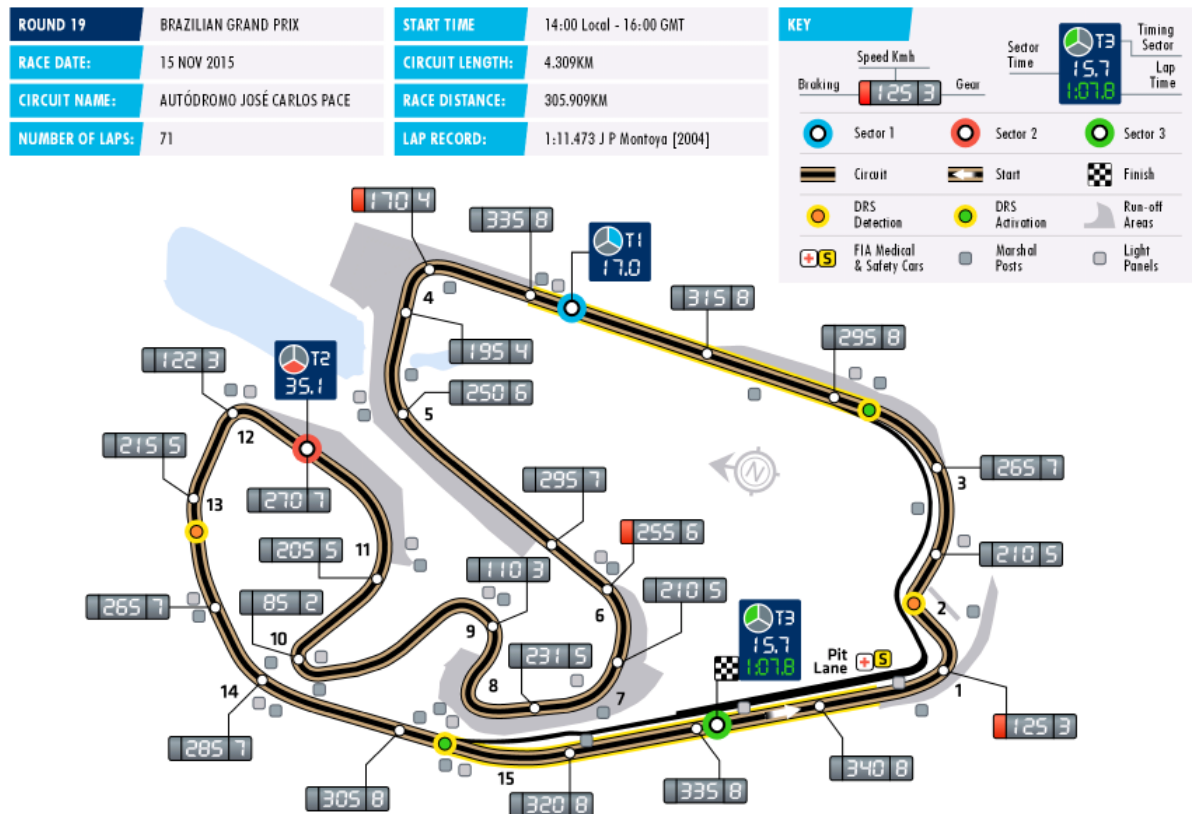 ROUND 19 BRAZILIAN GRAND PRIX
RACE DATE: 15 NOV 2015
CIRCUIT NAME: AUTÓDROMO JOSÉ CARLOS PACE
NUMBER OF LAPS: 71
START TIME 14:00 Local - 16:00 GMT
CIRCUIT LENGTH: 4.309KM
RACE DISTANCE: 305.909KM
LAP RECORD: 1:11.473 J P Montoya [2004]
KEY
Speed Kmh
Braking 125 3 Gear
Sector Time
T3
15.7
1:07.8
Timing Sector
Lap Time
Sector 1 Sector 2 Sector 3
Circuit Start Finish
DRS Detection
DRS Activation
Run-off Areas
S FIA Medical & Safety Cars
Marshal Posts
Light Panels
170 4
335 8
T1
17.0
4
315 8
195 4
295 8
122 3
T2
35.1
250 6
5
12
215 5
13
270 7
295 7
265 7
3
205 5
11
255 6
110 3
210 5
210 5
265 7
85 2
10
9
6
2
T3
15.7
1:07.8
231 5
Pit Lane S
14
8
7
1
125 3
285 7
15
340 8
305 8
320 8
335 8
N